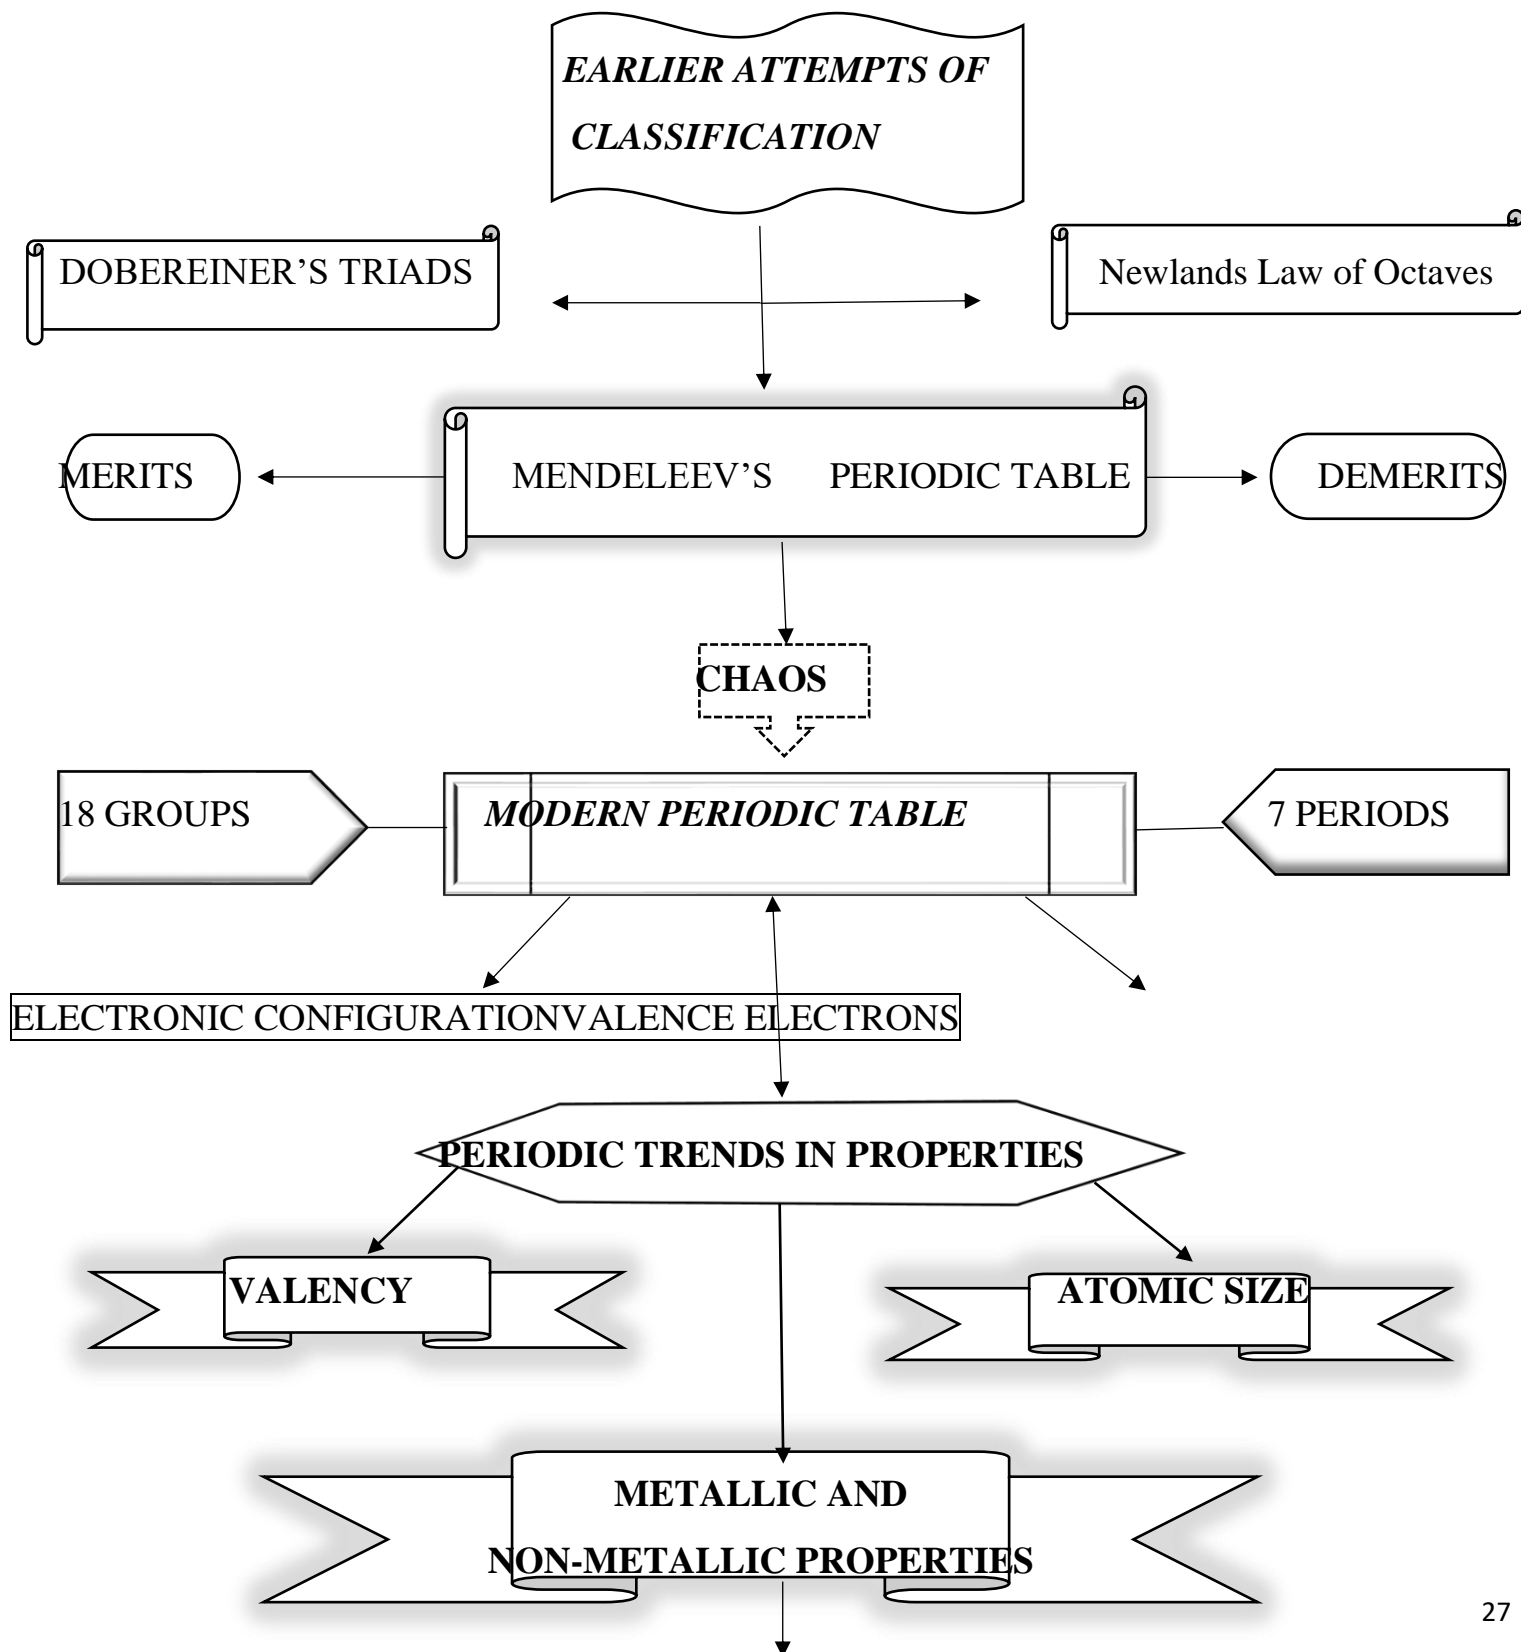 EARLIER ATTEMPTS OF
CLASSIFICATION
DOBEREINER’S TRIADS
Newlands Law of Octaves
MERITS
MENDELEEV’S PERIODIC TABLE
DEMERITS
CHAOS
18 GROUPS
MODERN PERIODIC TABLE
7 PERIODS
ELECTRONIC CONFIGURATIONVALENCE ELECTRONS
PERIODIC TRENDS IN PROPERTIES
VALENCY
ATOMIC SIZE
METALLIC AND
NON-METALLIC PROPERTIES
27